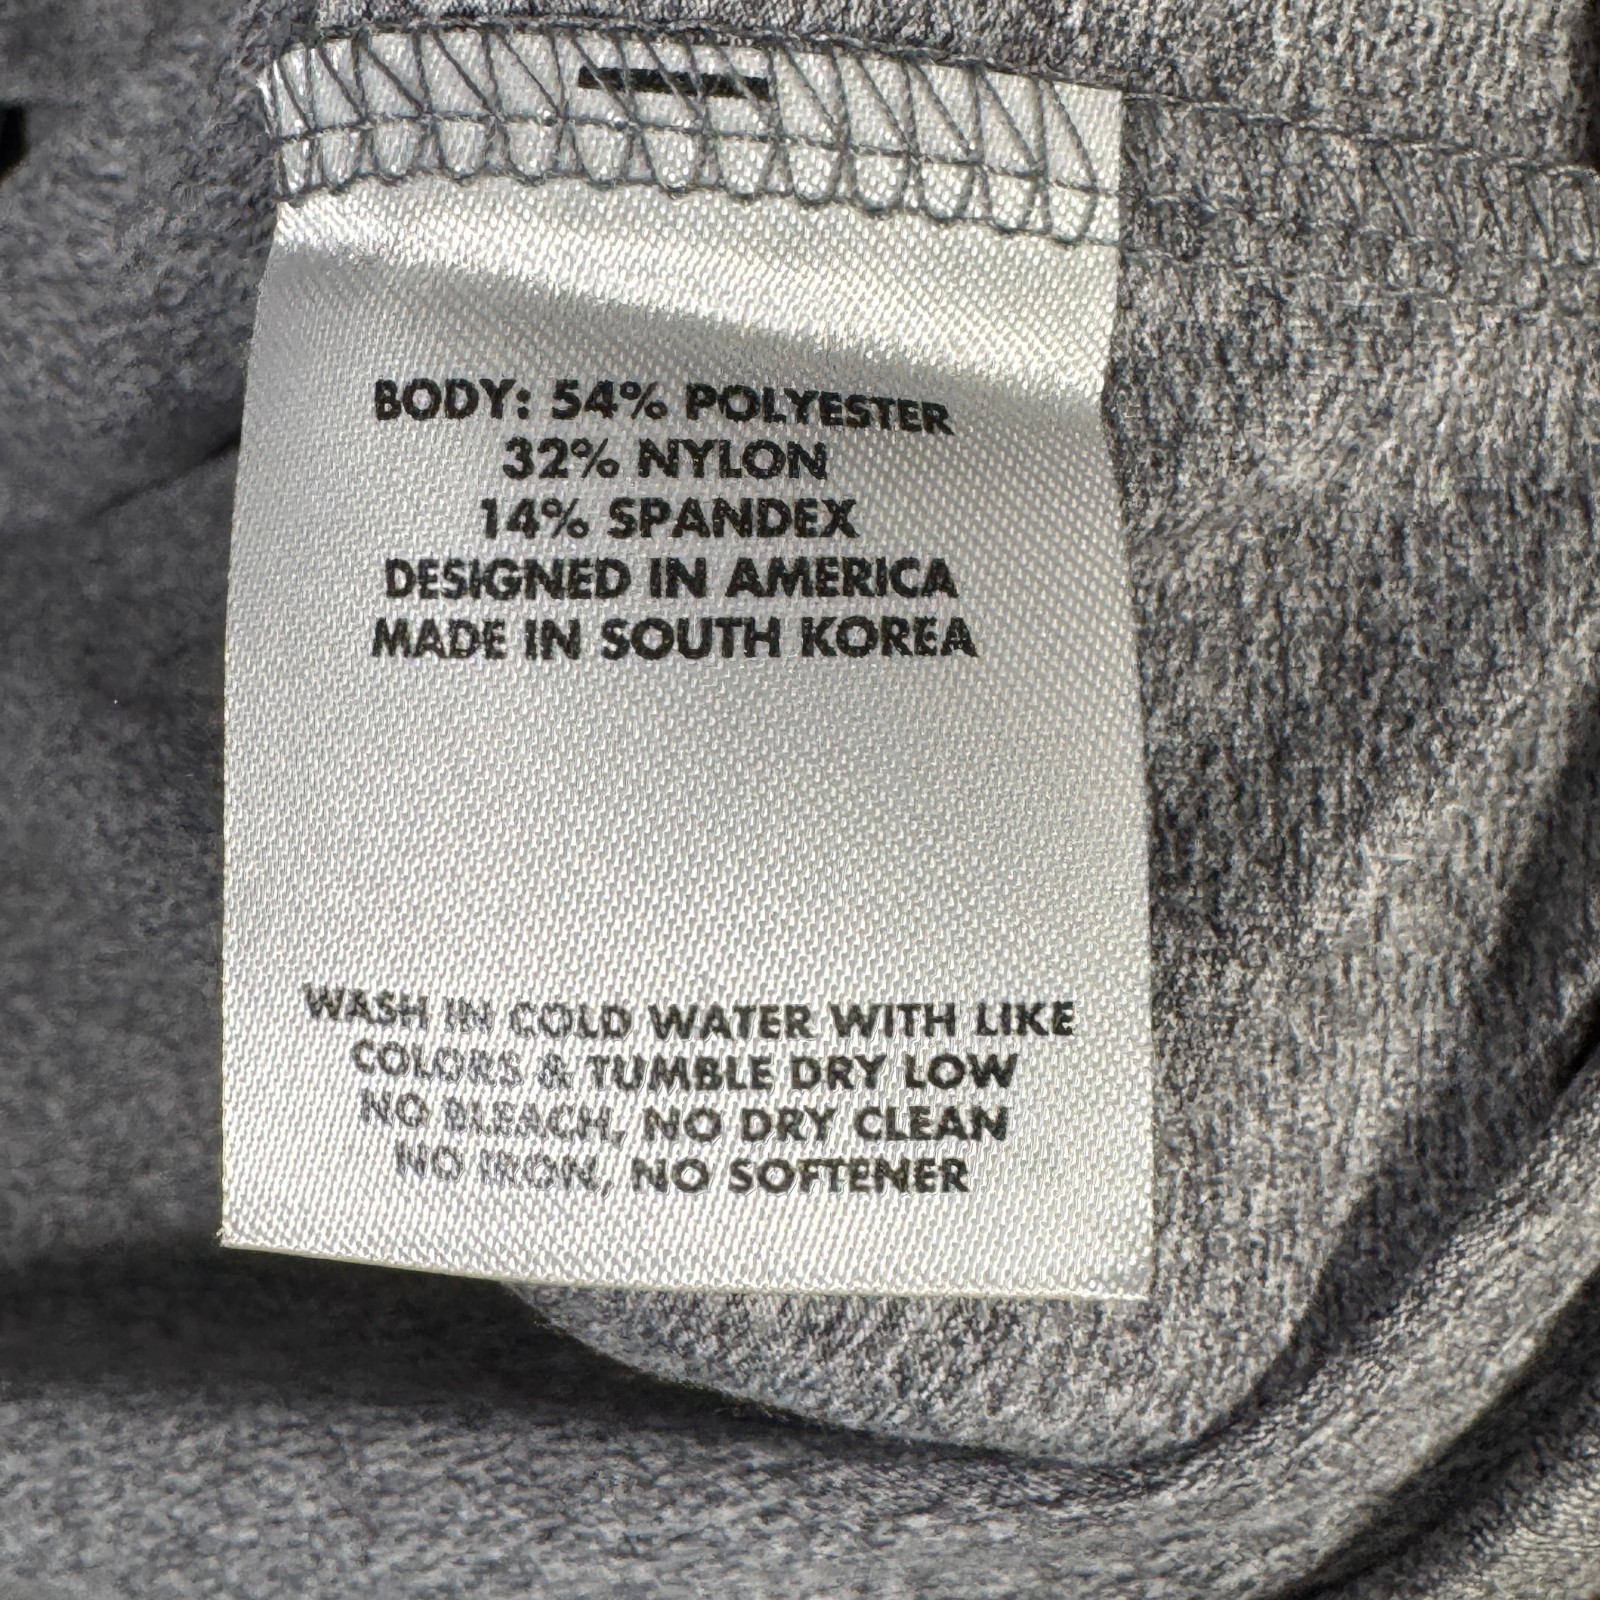 BODY: 54% POLYESTER
32% NYLON
14% SPANDEX
DESIGNED IN AMERICA
MADE IN SOUTH KOREA
WASH IN COLD WATER WITH LIKE
COLORS & TUMBLE DRY LOW
NO BLEACH, NO DRY CLEAN
NO IRON, NO SOFTENER